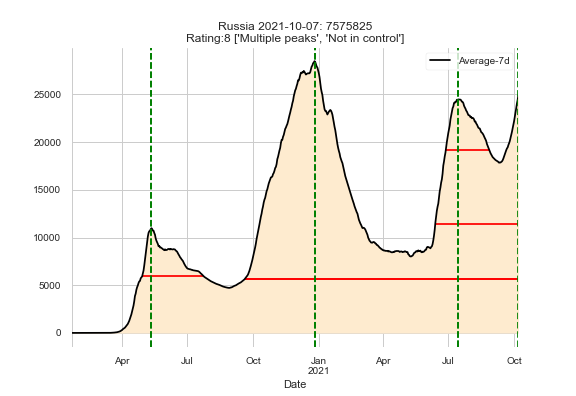 Russia 2021-10-07: 7575825
Rating:8 ['Multiple peaks', 'Not in control']
Average-7d
25000
20000
15000
10000
5000
0
Apr
Jul
Oct
Jan
2021
Apr
Jul
Oct
Date